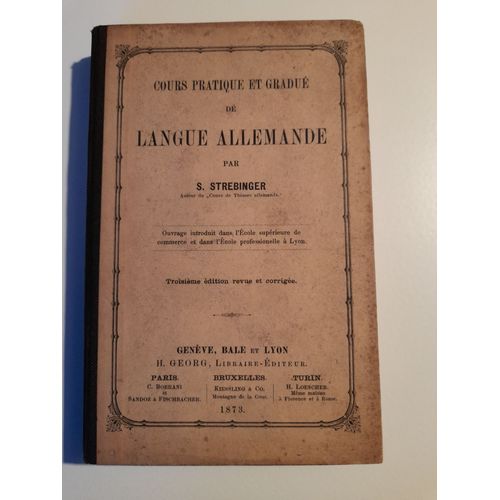 COURS PRATIQUE ET GRADUÉ
DE
LANGUE ALLEMANDE
PAR
S. STREBINGER
Auteur du „Cours de Thèmes allemands.“
Ouvrage introduit dans l'École supérieure de
commerce et dans l'École professionelle à Lyon.
Troisième édition revue et corrigée.
GENÈVE, BALE ET LYON
H. GEORG, LIBRAIRE-ÉDITEUR.
PARIS.
C. BORRANI
et
SANDOZ & FISCHBACHER.
BRUXELLES.
KIESSLING & CO.
Montagne de la Cour.
TURIN.
H. LOESCHER.
Même maison
à Florence et à Rome.
1873.